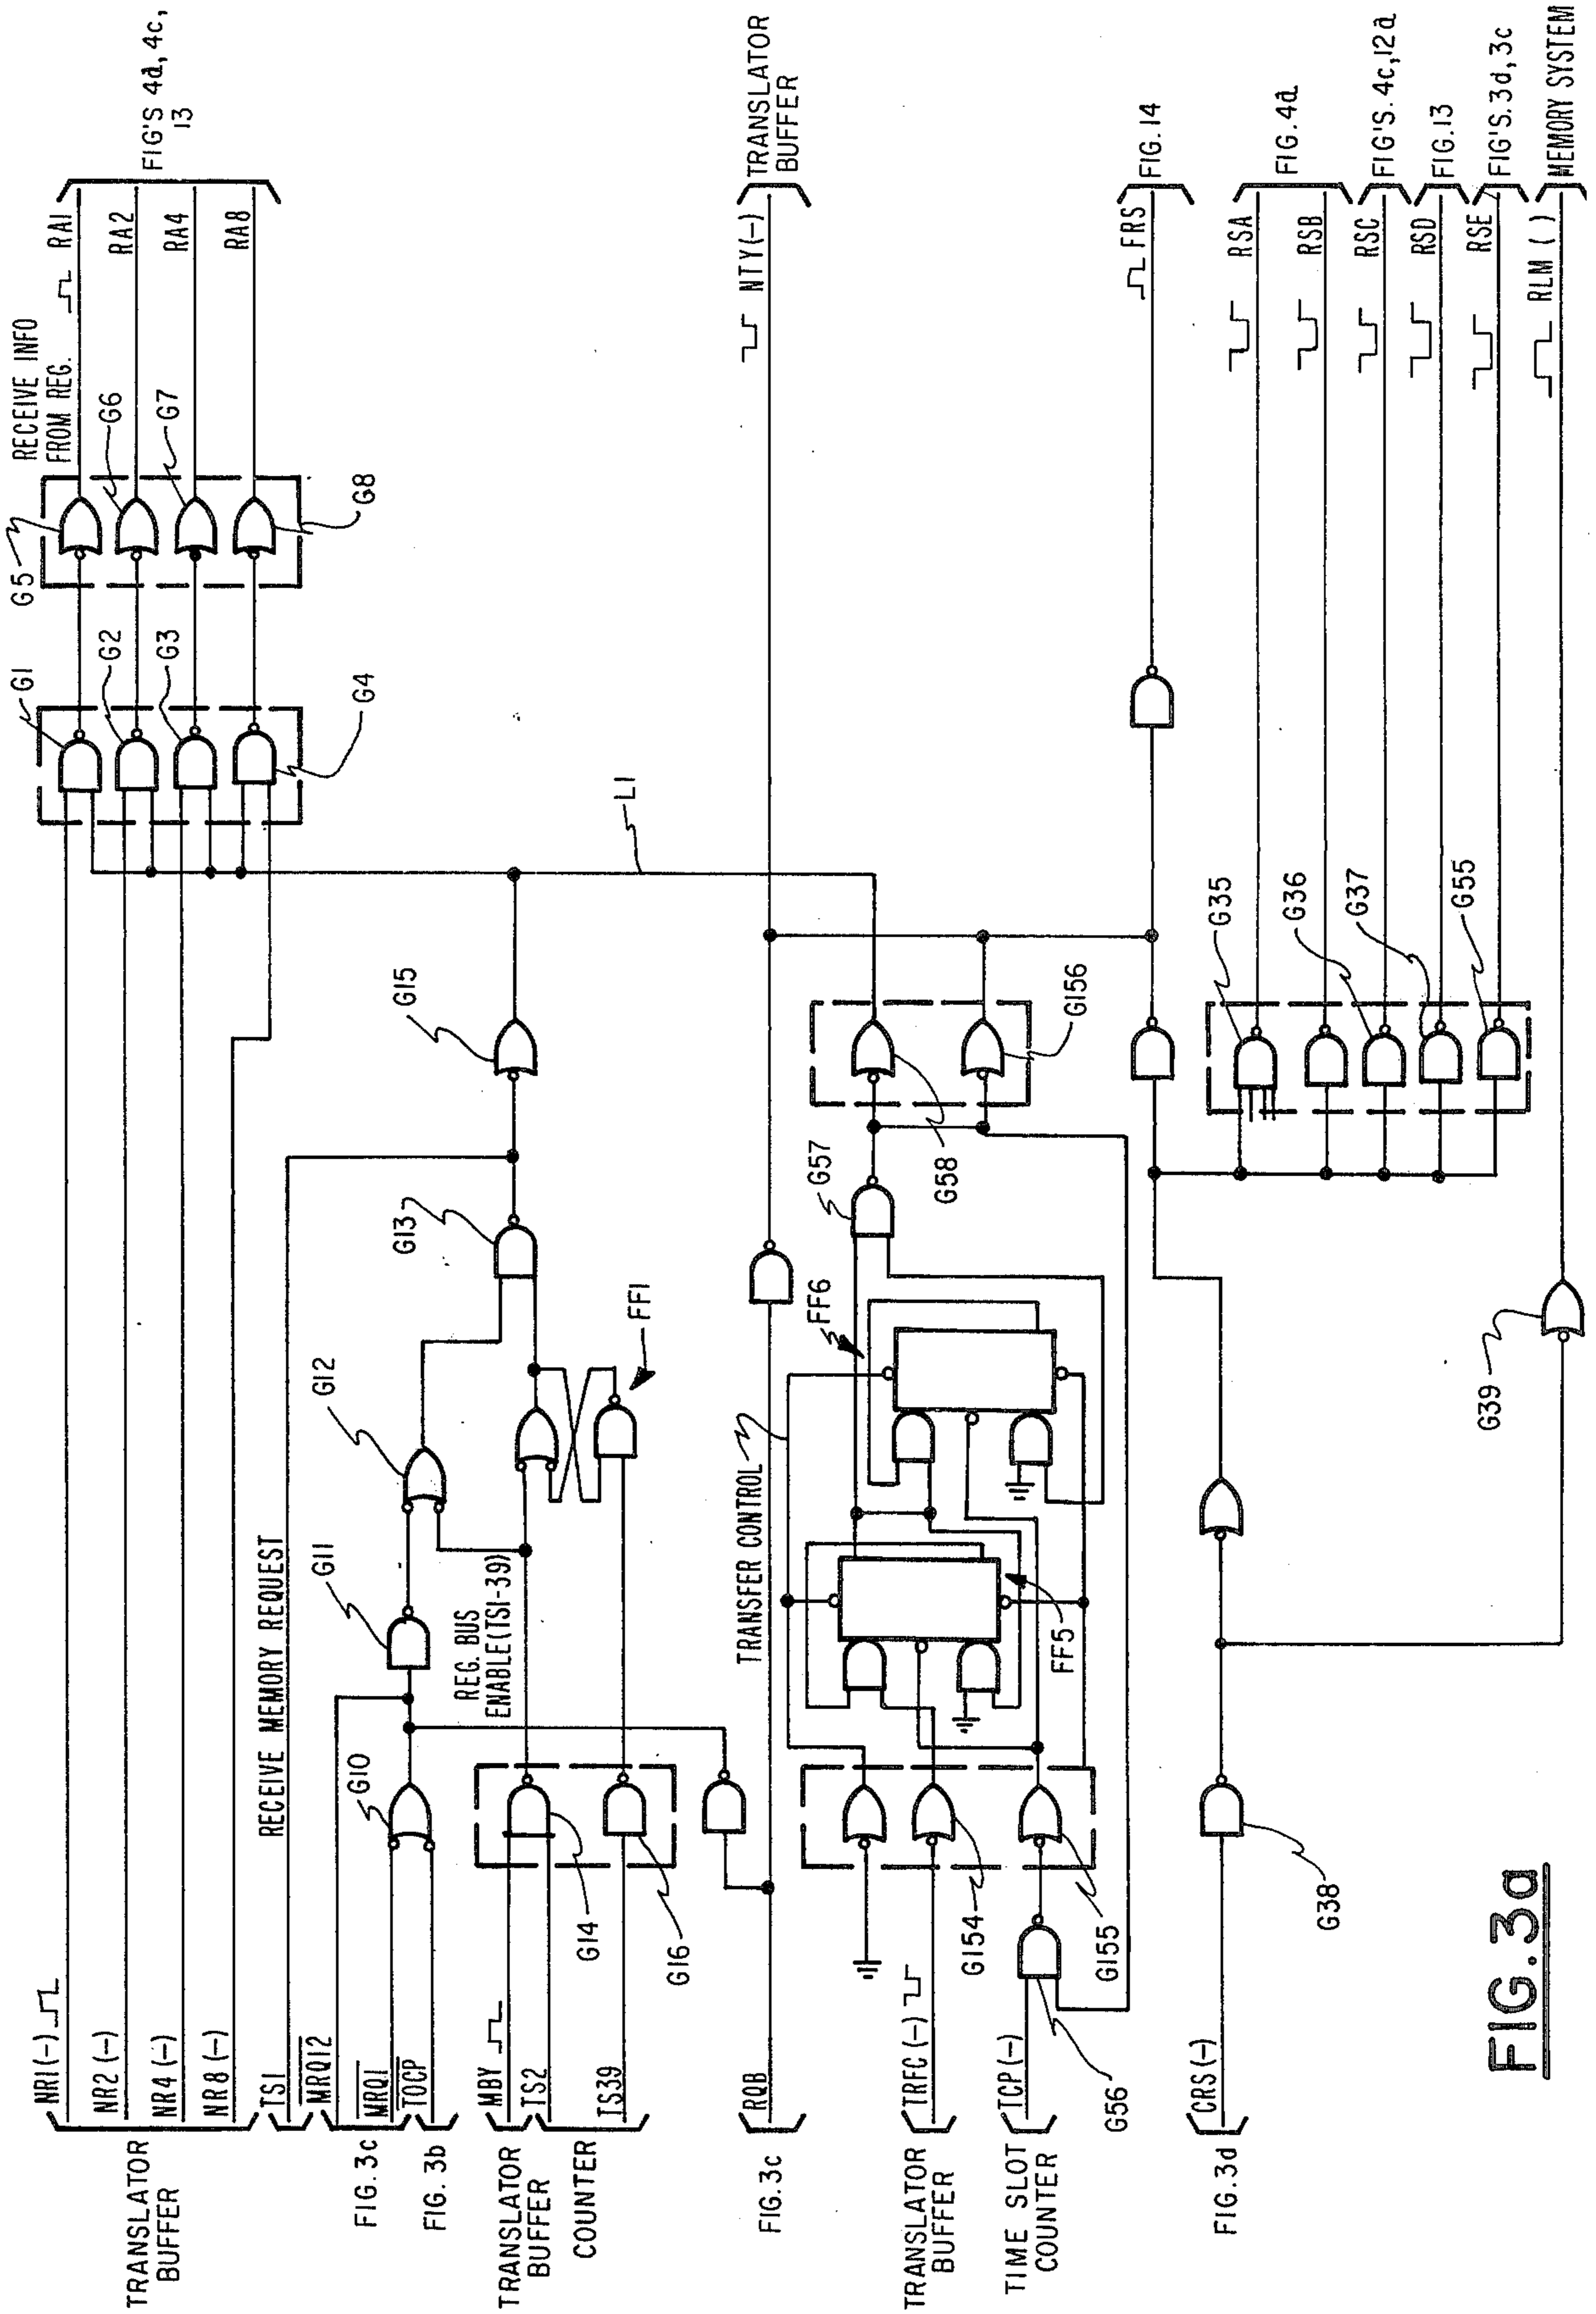 NR1(−)
NR2(−)
NR4(−)
NR8(−)
TRANSLATOR
BUFFER
TS1
RECEIVE MEMORY REQUEST
MRQ12
MRQ1
FIG. 3c
TOCP
FIG. 3b
MBY
TRANSLATOR
BUFFER
TS2
TS39
COUNTER
G10
G11
G12
G13
G14
G15
G16
REG. BUS
ENABLE(TS1-39)
FF1
G1
G2
G3
G4
G5
G6
G7
G8
RECEIVE INFO
FROM REG.
RA1
RA2
RA4
RA8
FIG'S 4a, 4c,
13
L1
RQB
FIG. 3c
NTY(−)
TRANSLATOR
BUFFER
TRANSFER CONTROL
TRFC(−)
TRANSLATOR
BUFFER
TCP(−)
TIME SLOT
COUNTER
G56
G154
G155
FF5
FF6
G57
G58
G156
FRS
FIG. 14
CRS(−)
FIG. 3d
G38
G39
G35
G36
G37
G55
RSA
RSB
FIG. 4a
RSC
FIG'S. 4c, 12a
RSD
FIG. 13
RSE
FIG'S. 3d, 3c
RLM ( )
MEMORY SYSTEM
FIG. 3a